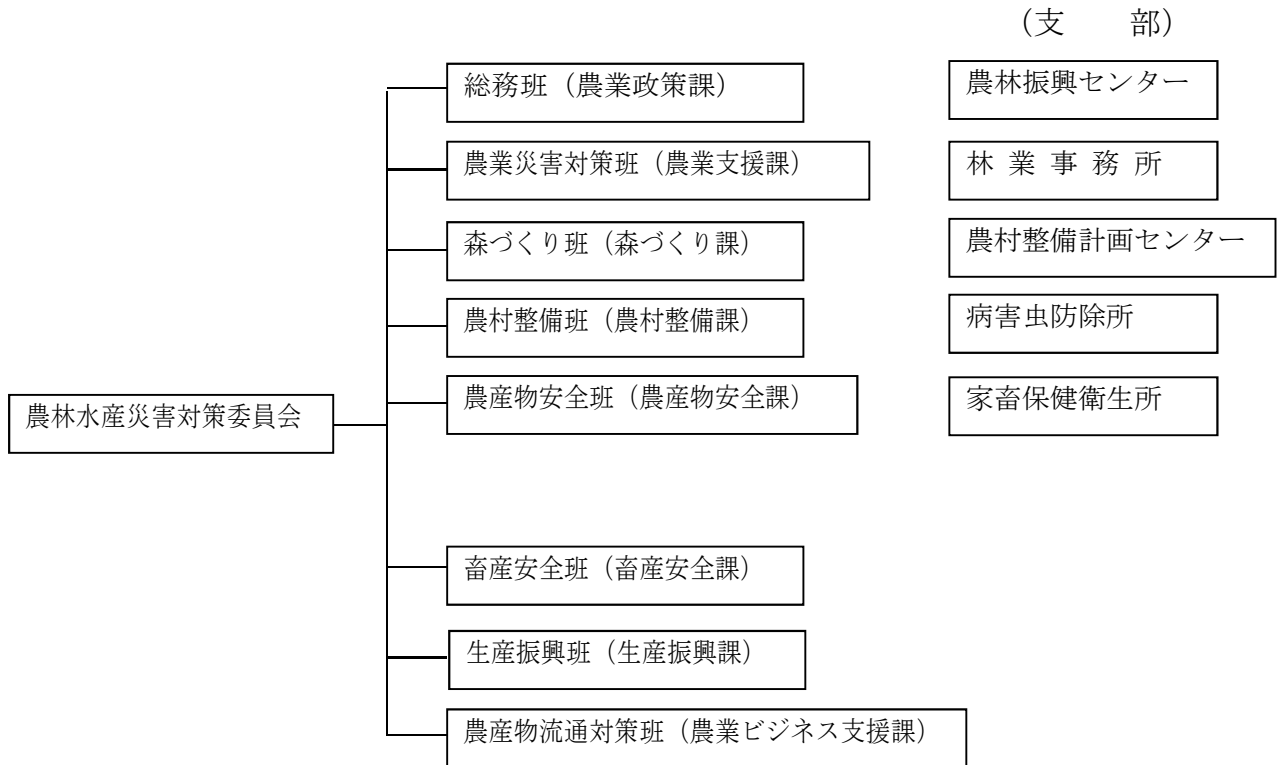 （支　　部）
総務班（農業政策課）
農林振興センター
農業災害対策班（農業支援課）
林 業 事 務 所
森づくり班（森づくり課）
農村整備計画センター
農村整備班（農村整備課）
病害虫防除所
農産物安全班（農産物安全課）
家畜保健衛生所
農林水産災害対策委員会
畜産安全班（畜産安全課）
生産振興班（生産振興課）
農産物流通対策班（農業ビジネス支援課）